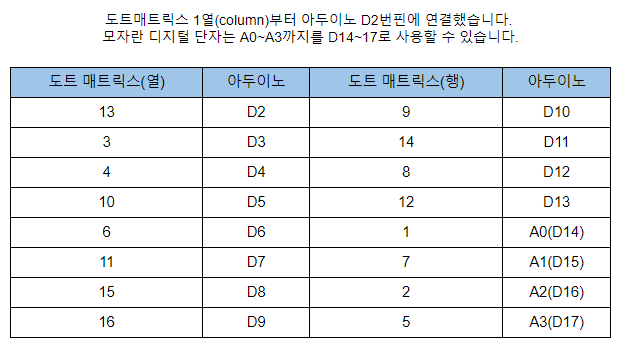 도트매트릭스 1열(column)부터 아두이노 D2번핀에 연결했습니다.
모자란 디지털 단자는 A0~A3까지를 D14~17로 사용할 수 있습니다.
도트 매트릭스(열) 아두이노 도트 매트릭스(행) 아두이노
13 D2 9 D10
3 D3 14 D11
4 D4 8 D12
10 D5 12 D13
6 D6 1 A0(D14)
11 D7 7 A1(D15)
15 D8 2 A2(D16)
16 D9 5 A3(D17)